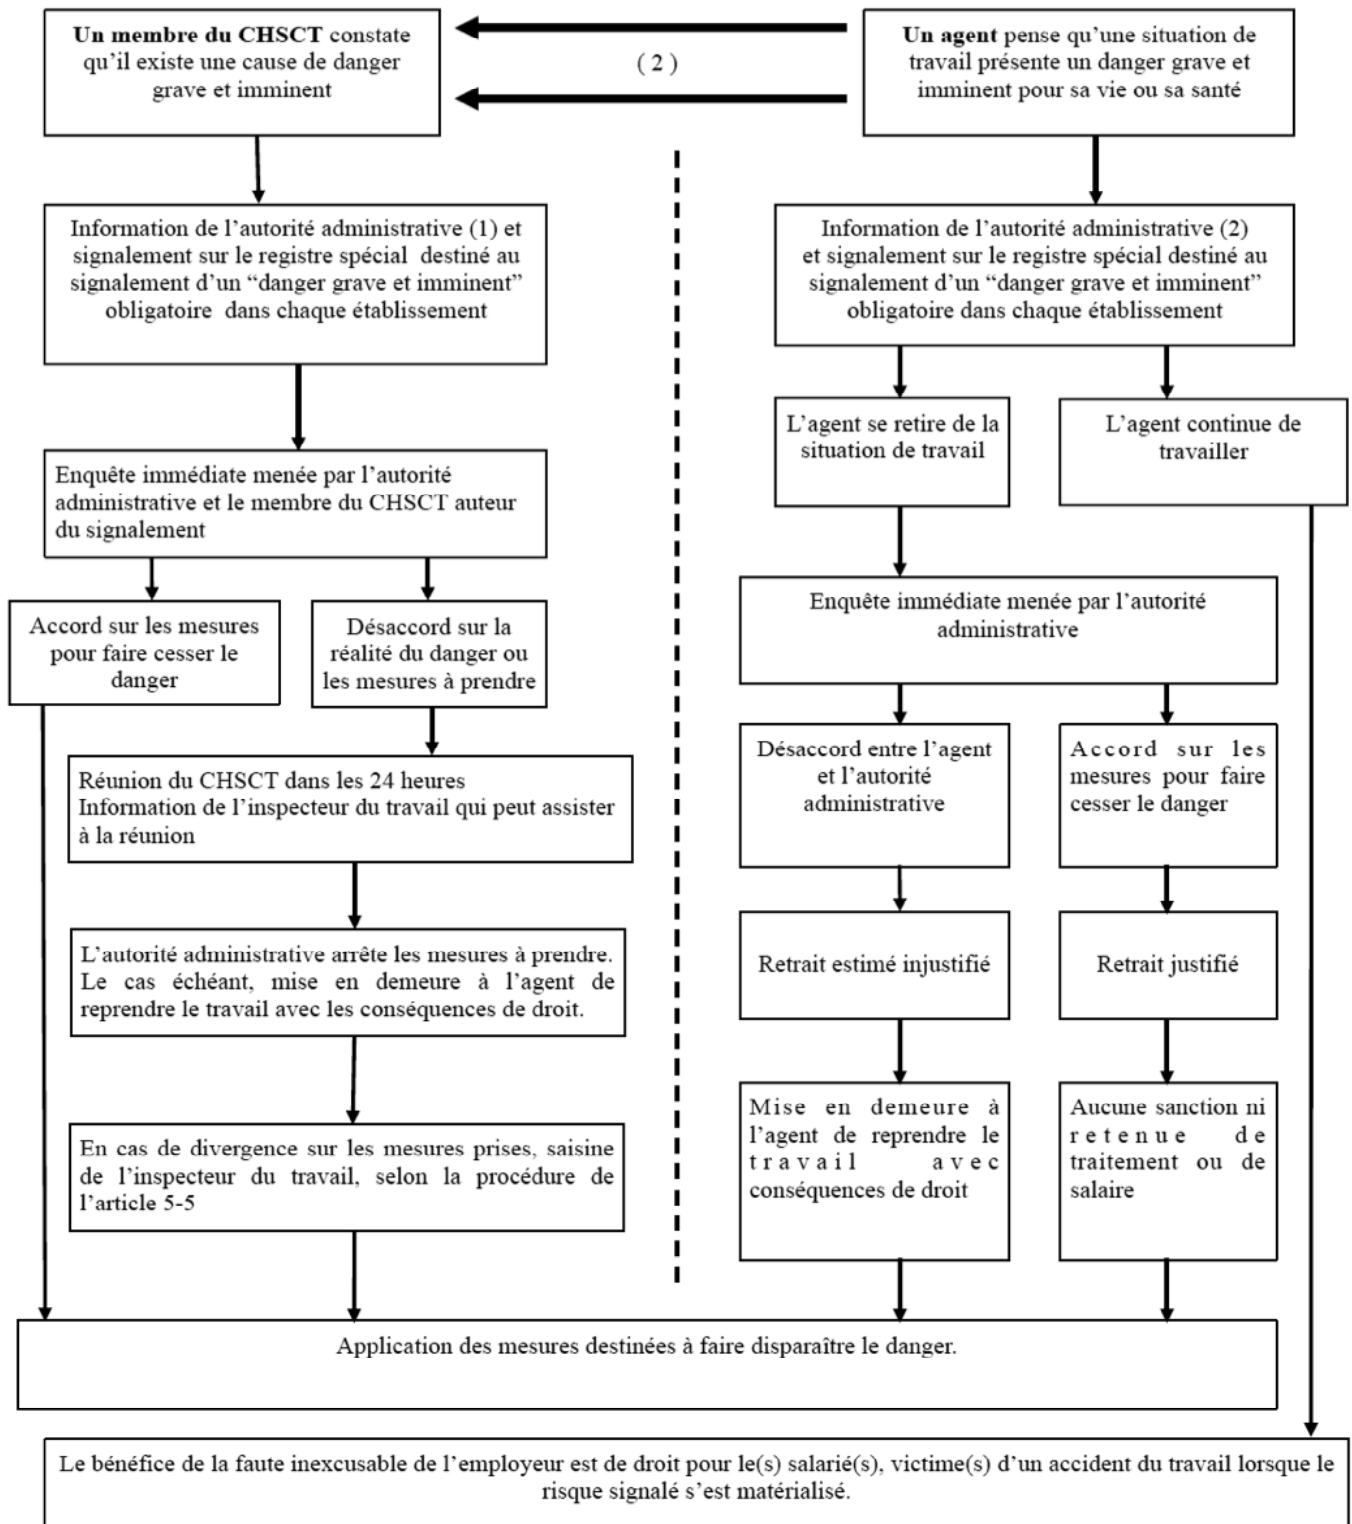 Un membre du CHSCT constate
qu'il existe une cause de danger
grave et imminent
( 2 )
Un agent pense qu'une situation de
travail présente un danger grave et
imminent pour sa vie ou sa santé
Information de l'autorité administrative (1) et
signalement sur le registre spécial destiné au
signalement d'un “danger grave et imminent”
obligatoire dans chaque établissement
Information de l'autorité administrative (2)
et signalement sur le registre spécial destiné au
signalement d'un “danger grave et imminent”
obligatoire dans chaque établissement
L'agent se retire de la
situation de travail
L'agent continue de
travailler
Enquête immédiate menée par l'autorité
administrative et le membre du CHSCT auteur
du signalement
Enquête immédiate menée par l'autorité
administrative
Accord sur les mesures
pour faire cesser le
danger
Désaccord sur la
réalité du danger ou
les mesures à prendre
Désaccord entre l'agent
et l'autorité
administrative
Accord sur les
mesures pour faire
cesser le danger
Réunion du CHSCT dans les 24 heures
Information de l'inspecteur du travail qui peut assister
à la réunion
Retrait estimé injustifié
Retrait justifié
L'autorité administrative arrête les mesures à prendre.
Le cas échéant, mise en demeure à l'agent de
reprendre le travail avec les conséquences de droit.
Mise en demeure à
l'agent de reprendre le
travail avec
conséquences de droit
Aucune sanction ni
retenue de
traitement ou de
salaire
En cas de divergence sur les mesures prises, saisine
de l'inspecteur du travail, selon la procédure de
l'article 5-5
Application des mesures destinées à faire disparaître le danger.
Le bénéfice de la faute inexcusable de l'employeur est de droit pour le(s) salarié(s), victime(s) d'un accident du travail lorsque le
risque signalé s'est matérialisé.